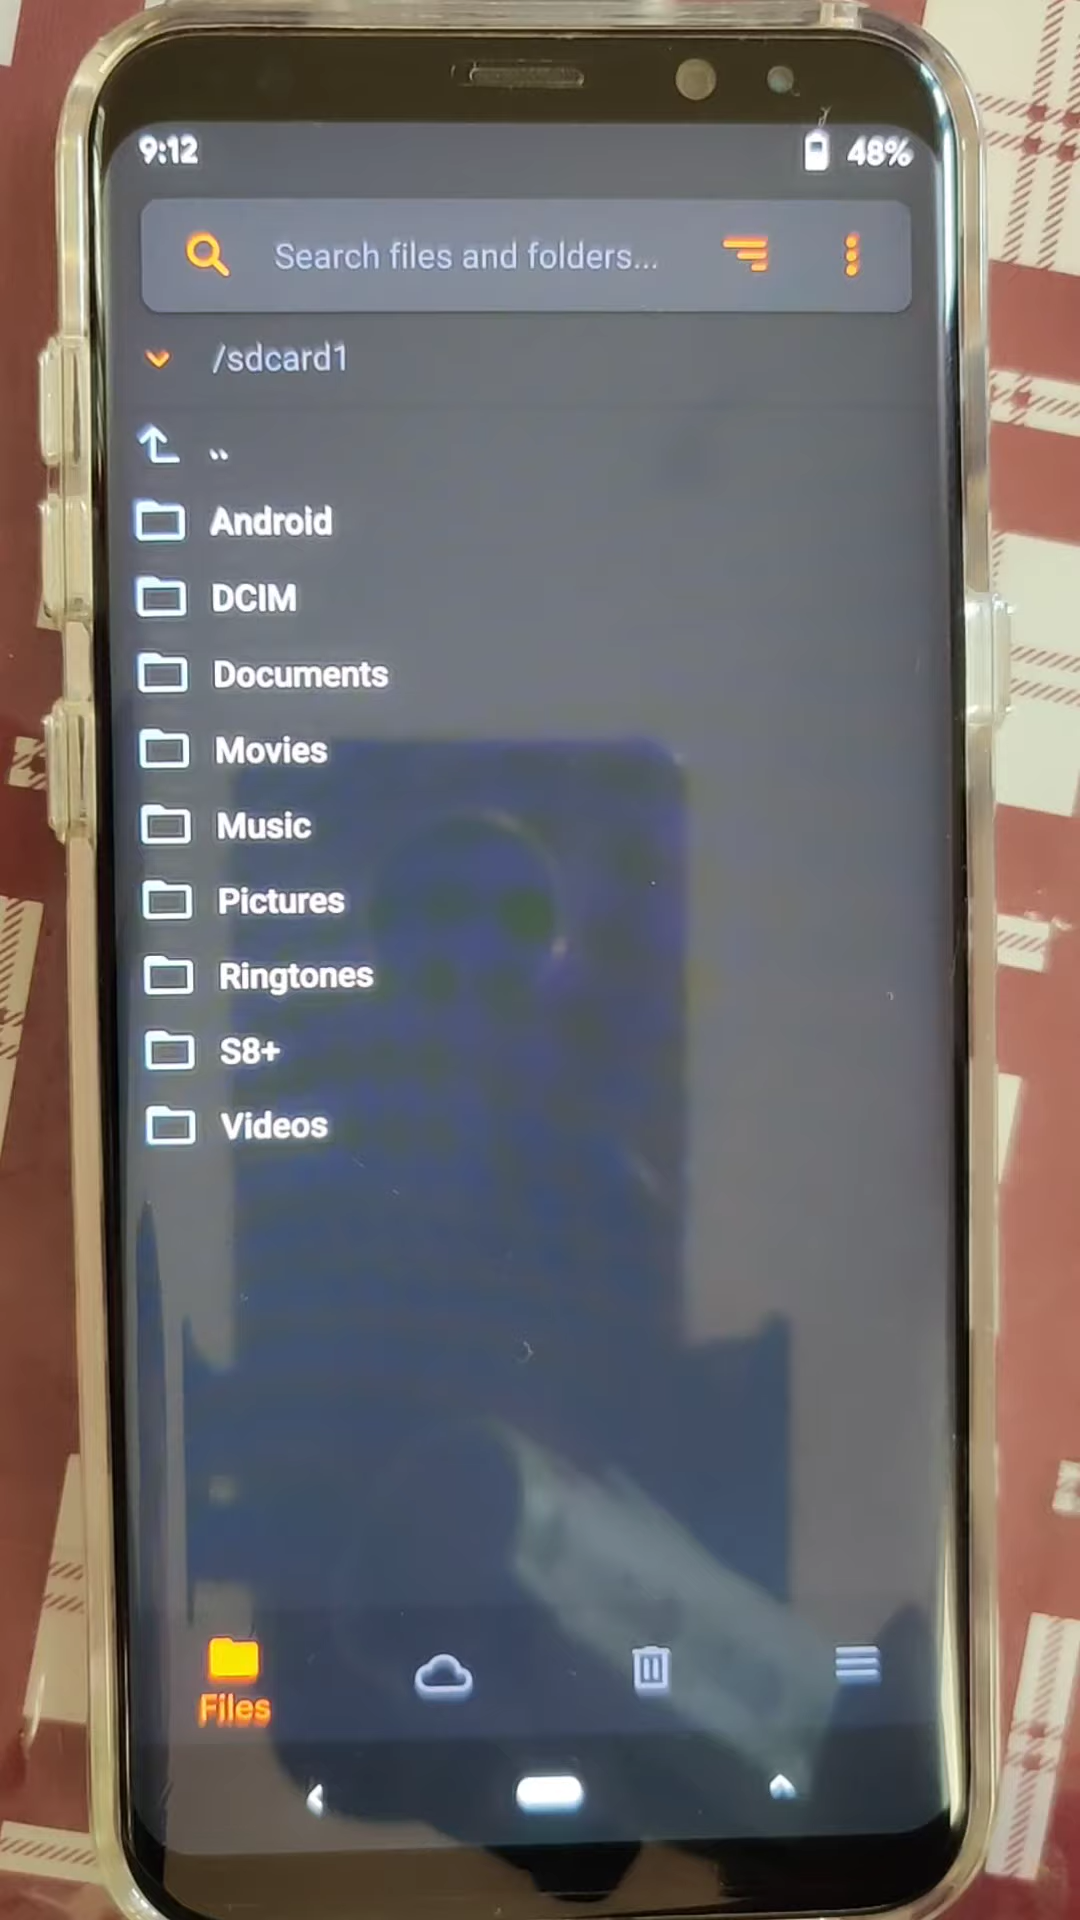 9:12 48%
Search files and folders...
/sdcard1
..
Android
DCIM
Documents
Movies
Music
Pictures
Ringtones
S8+
Videos
Files